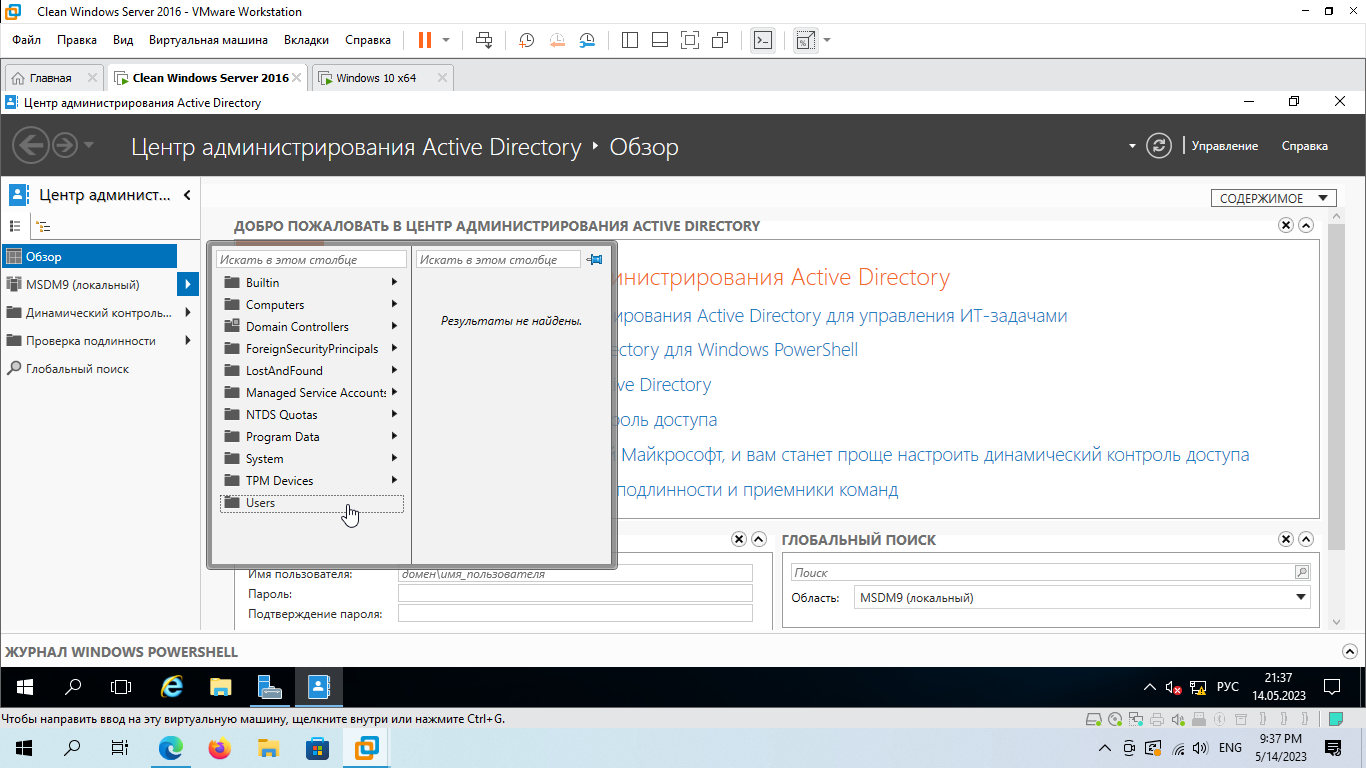 Clean Windows Server 2016 - VMware Workstation
Файл Правка Вид Виртуальная машина Вкладки Справка
Главная Clean Windows Server 2016 Windows 10 x64
Центр администрирования Active Directory
Центр администрирования Active Directory Обзор
Управление Справка
Центр админист...
СОДЕРЖИМОЕ
ДОБРО ПОЖАЛОВАТЬ В ЦЕНТР АДМИНИСТРИРОВАНИЯ ACTIVE DIRECTORY
Обзор
MSDM9 (локальный)
Динамический контроль...
Проверка подлинности
Глобальный поиск
Искать в этом столбце
Builtin
Computers
Domain Controllers
ForeignSecurityPrincipals
LostAndFound
Managed Service Accounts
NTDS Quotas
Program Data
System
TPM Devices
Users
Искать в этом столбце
Результаты не найдены.
инистрирования Active Directory
ирования Active Directory для управления ИТ-задачами
ectory для Windows PowerShell
ive Directory
роль доступа
й Майкрософт, и вам станет проще настроить динамический контроль доступа
подлинности и приемники команд
Имя пользователя: домен\имя_пользователя
Пароль:
Подтверждение пароля:
ГЛОБАЛЬНЫЙ ПОИСК
Поиск
Область: MSDM9 (локальный)
ЖУРНАЛ WINDOWS POWERSHELL
РУС
21:37
14.05.2023
Чтобы направить ввод на эту виртуальную машину, щелкните внутри или нажмите Ctrl+G.
ENG
9:37 PM
5/14/2023